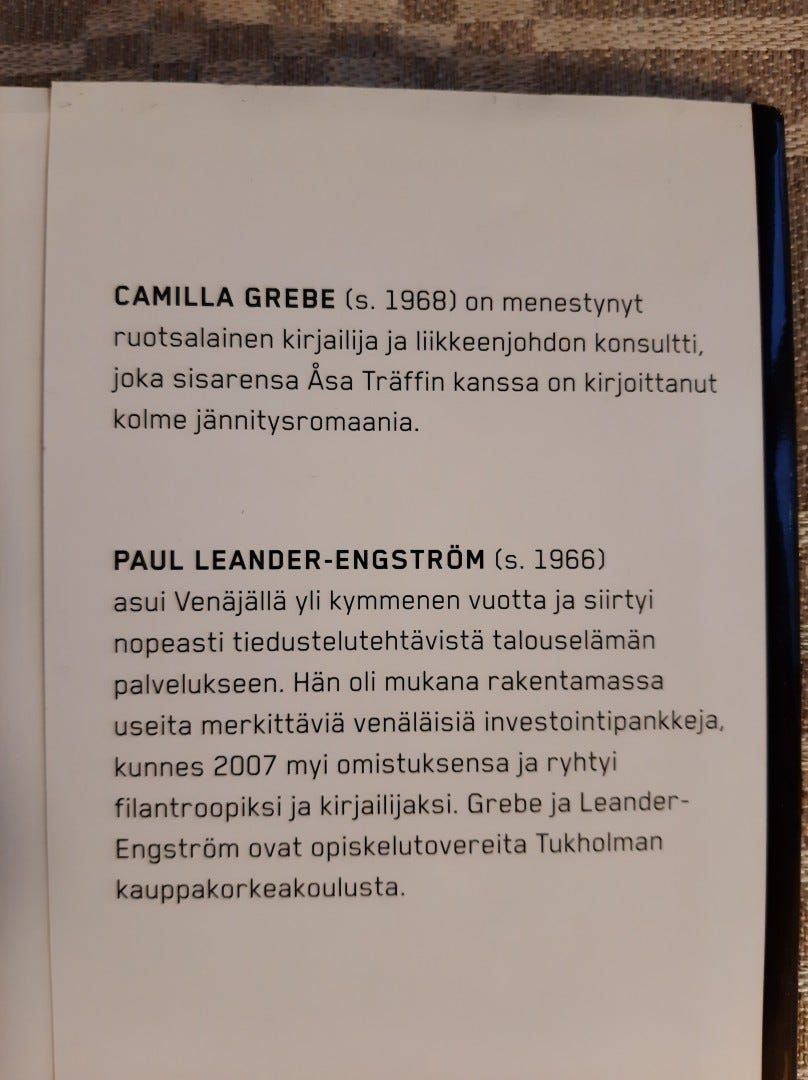 CAMILLA GREBE (s. 1968) on menestynyt
ruotsalainen kirjailija ja liikkeenjohdon konsultti,
joka sisarensa Åsa Träffin kanssa on kirjoittanut
kolme jännitysromaania.
PAUL LEANDER-ENGSTRÖM (s. 1966)
asui Venäjällä yli kymmenen vuotta ja siirtyi
nopeasti tiedustelutehtävistä talouselämän
palvelukseen. Hän oli mukana rakentamassa
useita merkittäviä venäläisiä investointipankkeja,
kunnes 2007 myi omistuksensa ja ryhtyi
filantroopiksi ja kirjailijaksi. Grebe ja Leander-
Engström ovat opiskelutovereita Tukholman
kauppakorkeakoulusta.